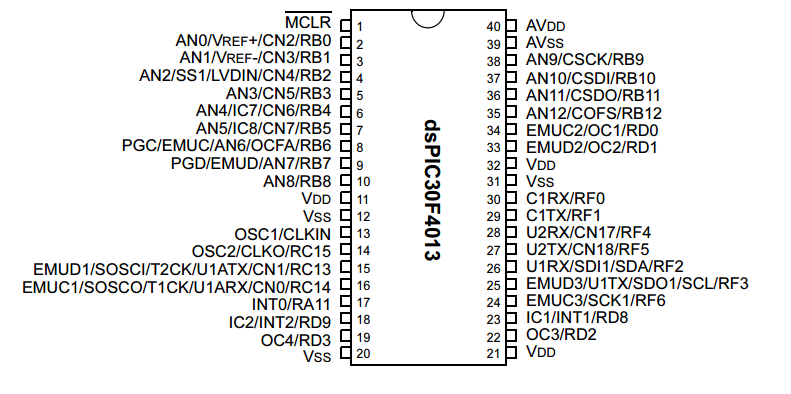 MCLR 1
AN0/VREF+/CN2/RB0 2
AN1/VREF-/CN3/RB1 3
AN2/SS1/LVDIN/CN4/RB2 4
AN3/CN5/RB3 5
AN4/IC7/CN6/RB4 6
AN5/IC8/CN7/RB5 7
PGC/EMUC/AN6/OCFA/RB6 8
PGD/EMUD/AN7/RB7 9
AN8/RB8 10
VDD 11
VSS 12
OSC1/CLKIN 13
OSC2/CLKO/RC15 14
EMUD1/SOSCI/T2CK/U1ATX/CN1/RC13 15
EMUC1/SOSCO/T1CK/U1ARX/CN0/RC14 16
INT0/RA11 17
IC2/INT2/RD9 18
OC4/RD3 19
VSS 20
dsPIC30F4013
40 AVDD
39 AVSS
38 AN9/CSCK/RB9
37 AN10/CSDI/RB10
36 AN11/CSDO/RB11
35 AN12/COFS/RB12
34 EMUC2/OC1/RD0
33 EMUD2/OC2/RD1
32 VDD
31 VSS
30 C1RX/RF0
29 C1TX/RF1
28 U2RX/CN17/RF4
27 U2TX/CN18/RF5
26 U1RX/SDI1/SDA/RF2
25 EMUD3/U1TX/SDO1/SCL/RF3
24 EMUC3/SCK1/RF6
23 IC1/INT1/RD8
22 OC3/RD2
21 VDD